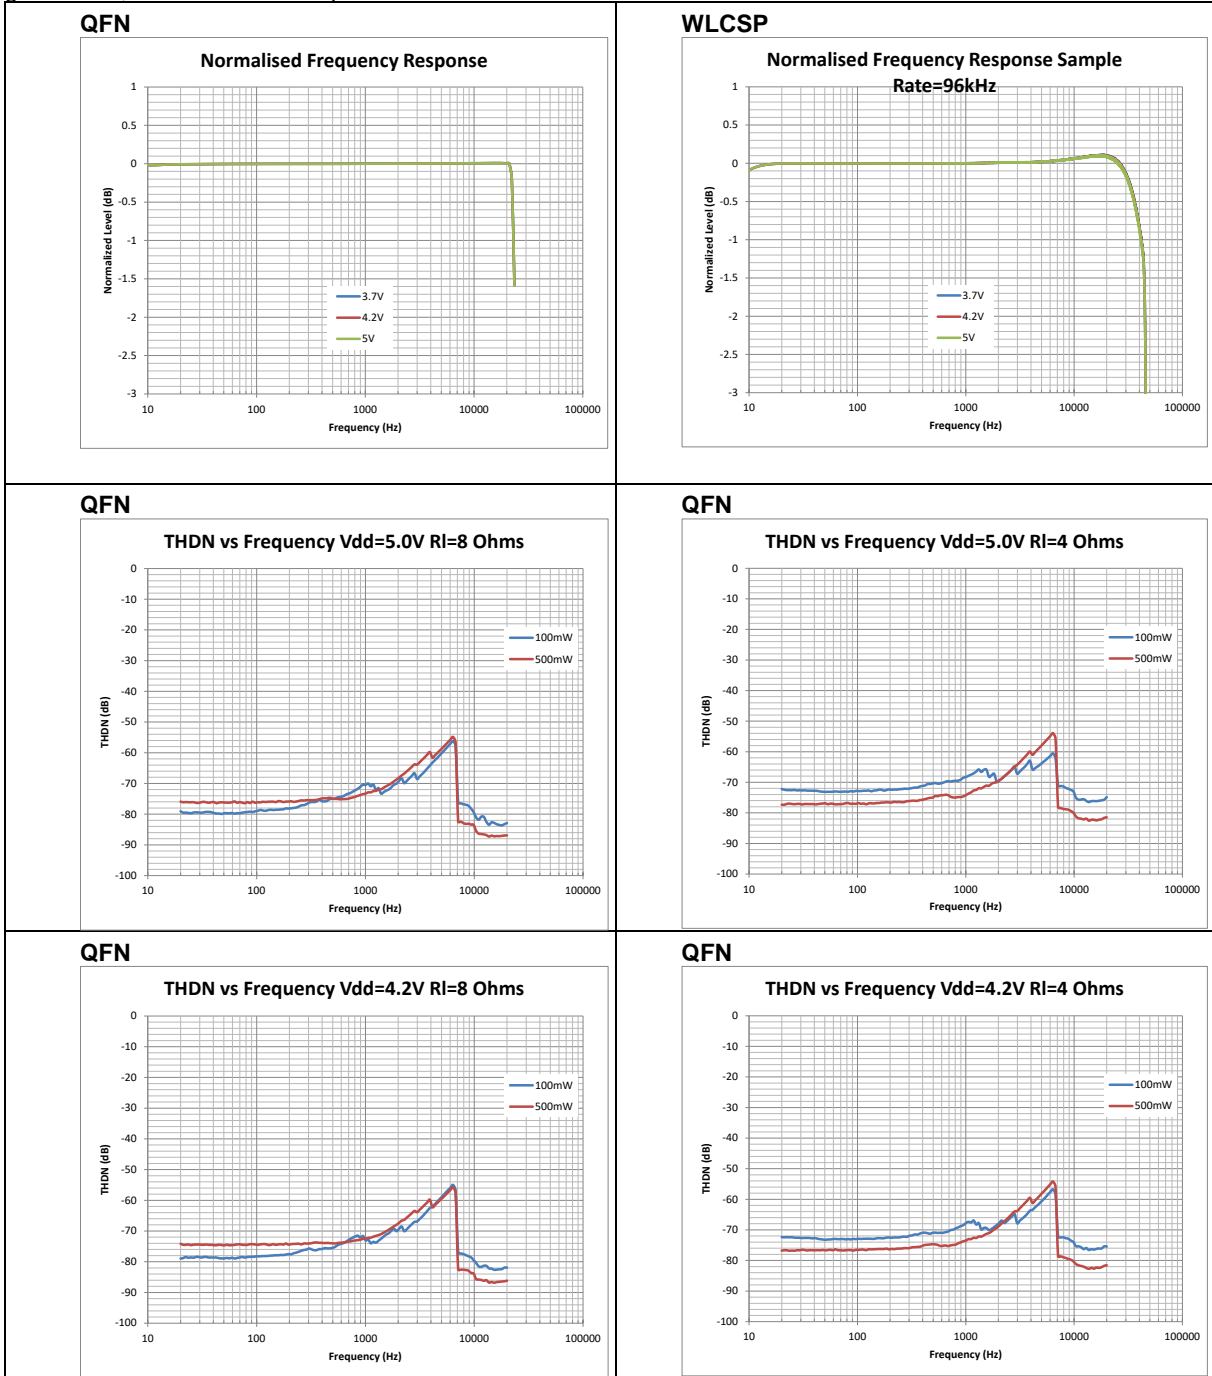 QFN
Normalised Frequency Response
1
0.5
0
-0.5
-1
-1.5
-2
-2.5
-3
Normalized Level (dB)
3.7V
4.2V
5V
10 100 1000 10000 100000
Frequency (Hz)
WLCSP
Normalised Frequency Response Sample
Rate=96kHz
1
0.5
0
-0.5
-1
-1.5
-2
-2.5
-3
Normalized Level (dB)
3.7V
4.2V
5V
10 100 1000 10000 100000
Frequency (Hz)
QFN
THDN vs Frequency Vdd=5.0V Rl=8 Ohms
0
-10
-20
-30
-40
-50
-60
-70
-80
-90
-100
THDN (dB)
100mW
500mW
10 100 1000 10000 100000
Frequency (Hz)
QFN
THDN vs Frequency Vdd=5.0V Rl=4 Ohms
0
-10
-20
-30
-40
-50
-60
-70
-80
-90
-100
THDN (dB)
100mW
500mW
10 100 1000 10000 100000
Frequency (Hz)
QFN
THDN vs Frequency Vdd=4.2V Rl=8 Ohms
0
-10
-20
-30
-40
-50
-60
-70
-80
-90
-100
THDN (dB)
100mW
500mW
10 100 1000 10000 100000
Frequency (Hz)
QFN
THDN vs Frequency Vdd=4.2V Rl=4 Ohms
0
-10
-20
-30
-40
-50
-60
-70
-80
-90
-100
THDN (dB)
100mW
500mW
10 100 1000 10000 100000
Frequency (Hz)